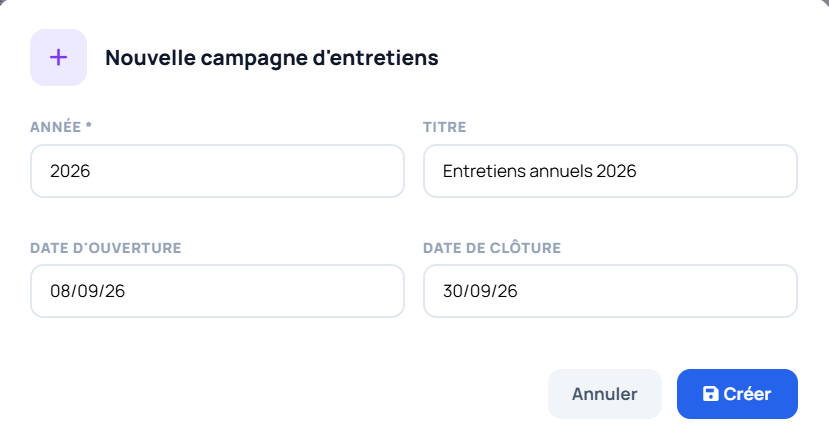 Nouvelle campagne d'entretiens
ANNÉE *
TITRE
2026
Entretiens annuels 2026
DATE D'OUVERTURE
DATE DE CLÔTURE
08/09/26
30/09/26
Annuler
Créer